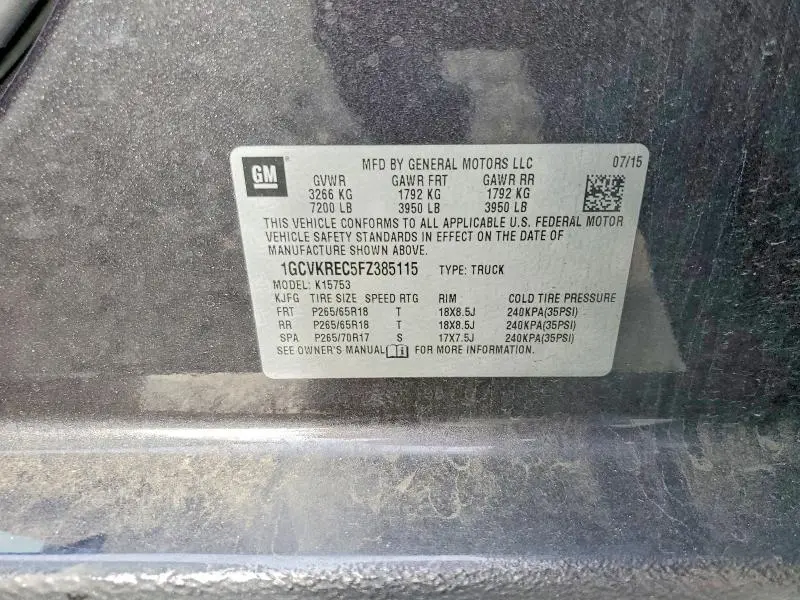 GM
MFD BY GENERAL MOTORS LLC 07/15
GVWR GAWR FRT GAWR RR
3266 KG 1792 KG 1792 KG
7200 LB 3950 LB 3950 LB
THIS VEHICLE CONFORMS TO ALL APPLICABLE U.S. FEDERAL MOTOR
VEHICLE SAFETY STANDARDS IN EFFECT ON THE DATE OF
MANUFACTURE SHOWN ABOVE.
1GCVKREC5FZ385115 TYPE: TRUCK
MODEL: K15753
KJFG TIRE SIZE SPEED RTG RIM COLD TIRE PRESSURE
FRT P265/65R18 T 18X8.5J 240KPA(35PSI)
RR P265/65R18 T 18X8.5J 240KPA(35PSI)
SPA P265/70R17 S 17X7.5J 240KPA(35PSI)
SEE OWNER'S MANUAL FOR MORE INFORMATION.